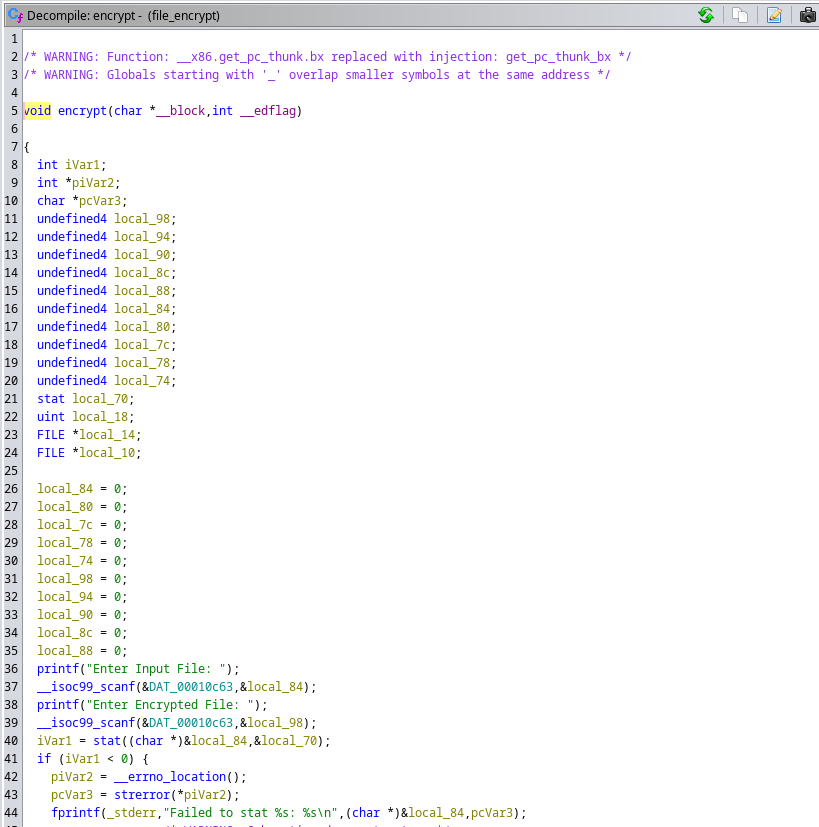 Decompile: encrypt - (file_encrypt)
1
2 /* WARNING: Function: __x86.get_pc_thunk.bx replaced with injection: get_pc_thunk_bx */
3 /* WARNING: Globals starting with '_' overlap smaller symbols at the same address */
4
5 void encrypt(char *__block,int __edflag)
6
7 {
8   int iVar1;
9   int *piVar2;
10   char *pcVar3;
11   undefined4 local_98;
12   undefined4 local_94;
13   undefined4 local_90;
14   undefined4 local_8c;
15   undefined4 local_88;
16   undefined4 local_84;
17   undefined4 local_80;
18   undefined4 local_7c;
19   undefined4 local_78;
20   undefined4 local_74;
21   stat local_70;
22   uint local_18;
23   FILE *local_14;
24   FILE *local_10;
25
26   local_84 = 0;
27   local_80 = 0;
28   local_7c = 0;
29   local_78 = 0;
30   local_74 = 0;
31   local_98 = 0;
32   local_94 = 0;
33   local_90 = 0;
34   local_8c = 0;
35   local_88 = 0;
36   printf("Enter Input File: ");
37   __isoc99_scanf(&DAT_00010c63,&local_84);
38   printf("Enter Encrypted File: ");
39   __isoc99_scanf(&DAT_00010c63,&local_98);
40   iVar1 = stat((char *)&local_84,&local_70);
41   if (iVar1 < 0) {
42     piVar2 = __errno_location();
43     pcVar3 = strerror(*piVar2);
44     fprintf(_stderr,"Failed to stat %s: %s\n",(char *)&local_84,pcVar3);